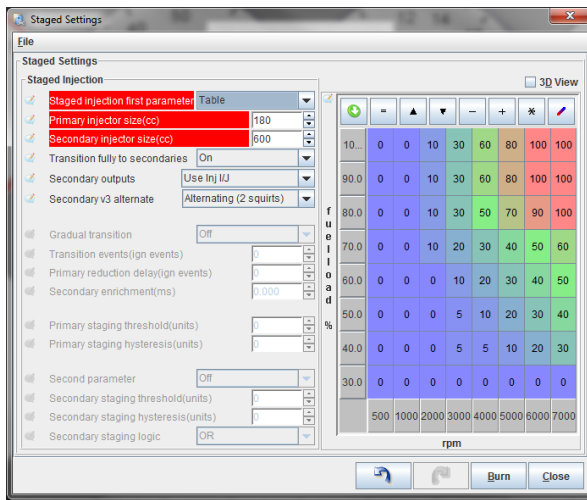 Staged Settings
File
Staged Settings
Staged Injection
Staged injection first parameter Table
Primary injector size(cc) 180
Secondary injector size(cc) 600
Transition fully to secondaries On
Secondary outputs Use Inj I/J
Secondary v3 alternate Alternating (2 squirts)
Gradual transition Off
Transition events(ign events) 0
Primary reduction delay(ign events) 0
Secondary enrichment(ms) 0.000
Primary staging threshold(units) 0
Primary staging hysteresis(units) 0
Second parameter Off
Secondary staging threshold(units) 0
Secondary staging hysteresis(units) 0
Secondary staging logic OR
3D View
= − + *
fuelload %
10... 0 0 10 30 60 80 100 100
90.0 0 0 10 30 60 80 100 100
80.0 0 0 10 30 50 70 90 100
70.0 0 0 10 20 30 40 50 60
60.0 0 0 0 10 20 30 40 50
50.0 0 0 0 5 10 20 30 40
40.0 0 0 0 5 5 10 20 30
30.0 0 0 0 0 0 0 0 0
500 1000 2000 3000 4000 5000 6000 7000
rpm
Burn
Close